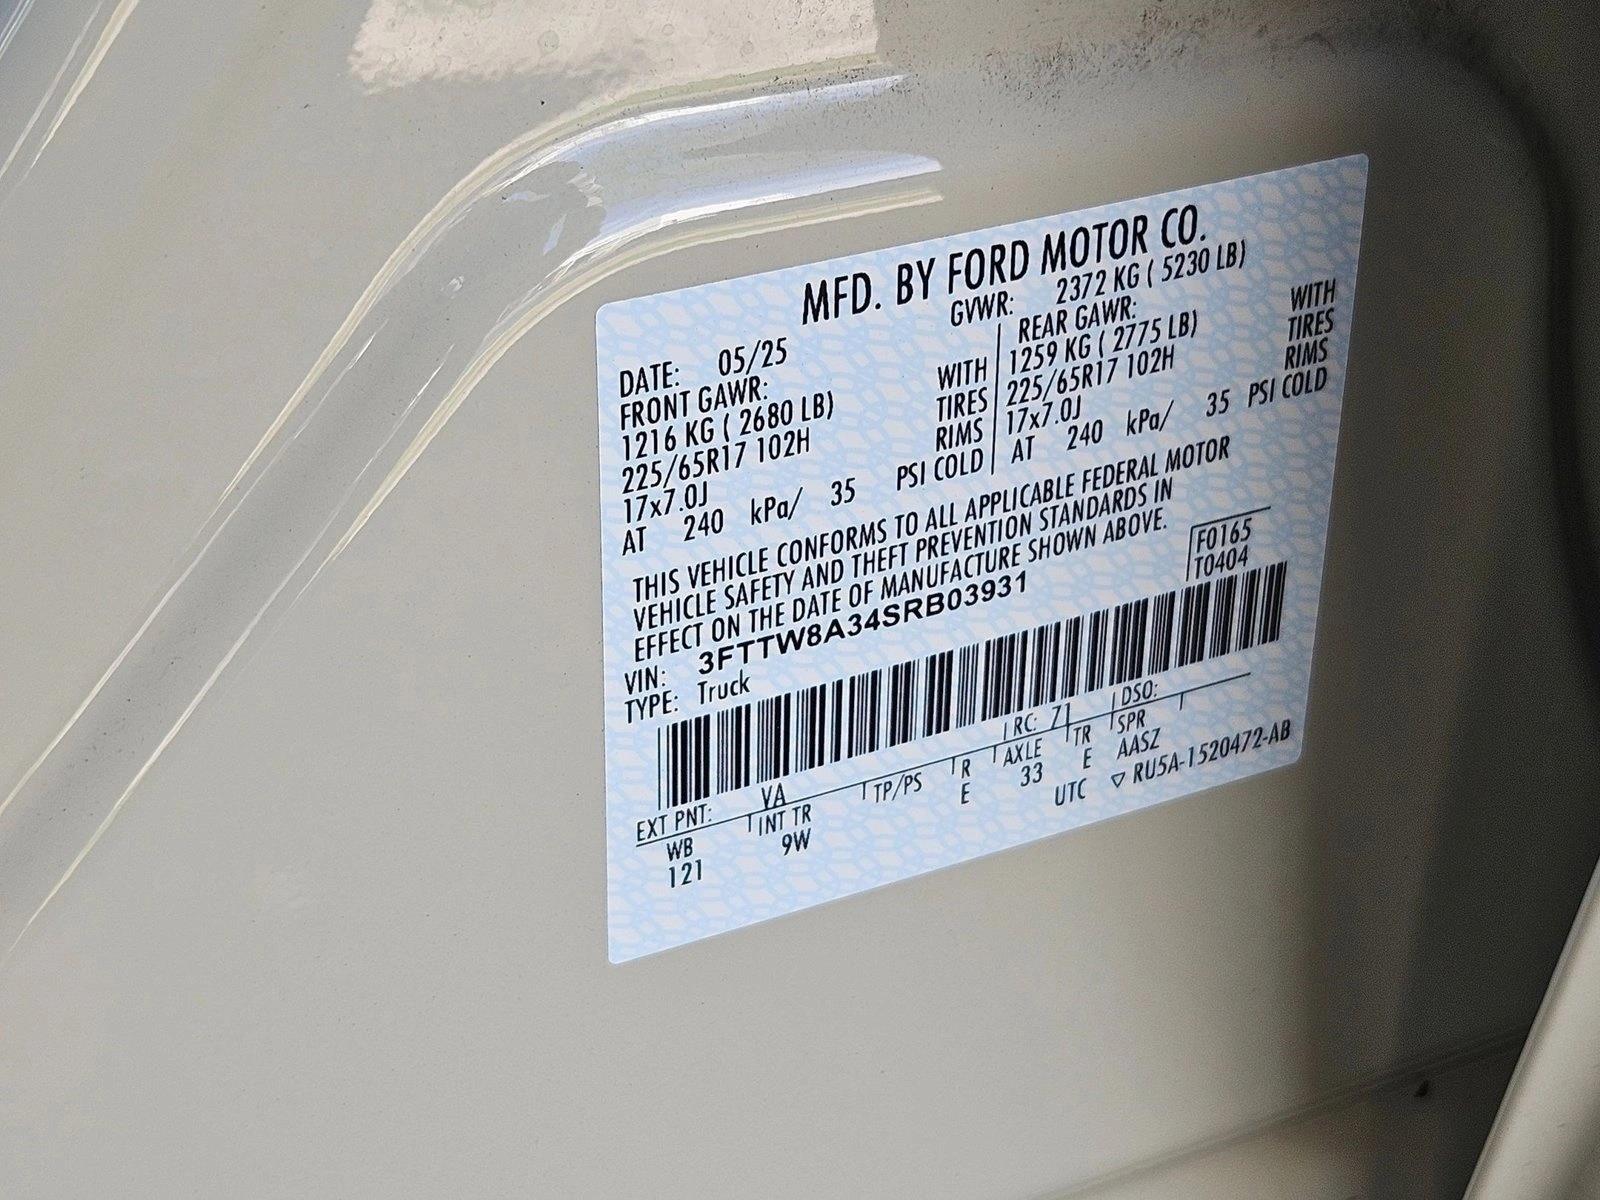 MFD. BY FORD MOTOR CO.
DATE: 05/25 GVWR: 2372 KG ( 5230 LB)
FRONT GAWR: REAR GAWR:
1216 KG ( 2680 LB) WITH 1259 KG ( 2775 LB) WITH
225/65R17 102H TIRES 225/65R17 102H TIRES
17x7.0J RIMS 17x7.0J RIMS
AT 240 kPa/ 35 PSI COLD AT 240 kPa/ 35 PSI COLD
THIS VEHICLE CONFORMS TO ALL APPLICABLE FEDERAL MOTOR
VEHICLE SAFETY AND THEFT PREVENTION STANDARDS IN
EFFECT ON THE DATE OF MANUFACTURE SHOWN ABOVE.
F0165
VIN: 3FTTW8A34SRB03931 T0404
TYPE: Truck
EXT PNT: YA RC: 71 DSO:
WB INT TR TP/PS R AXLE TR SPR
121 9W E 33 E AASZ
UTC ▽ RU5A-1520472-AB